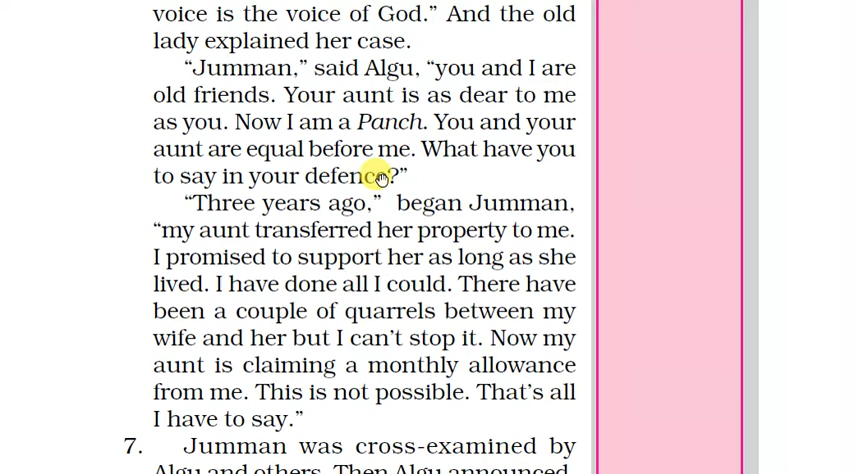 voice is the voice of God.” And the old
lady explained her case.
“Jumman,” said Algu, “you and I are
old friends. Your aunt is as dear to me
as you. Now I am a Panch. You and your
aunt are equal before me. What have you
to say in your defence?”
“Three years ago,” began Jumman,
“my aunt transferred her property to me.
I promised to support her as long as she
lived. I have done all I could. There have
been a couple of quarrels between my
wife and her but I can’t stop it. Now my
aunt is claiming a monthly allowance
from me. This is not possible. That’s all
I have to say.”
7. Jumman was cross-examined by
Algu and others. Then Algu announced,